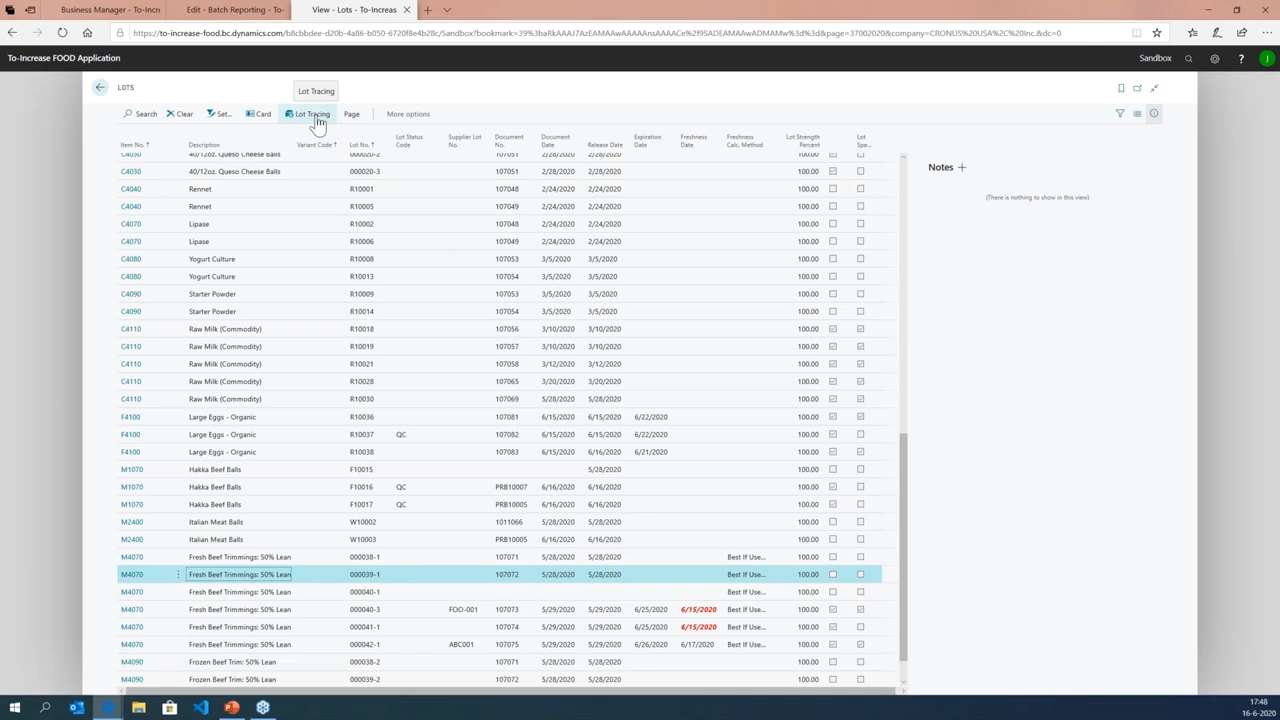 Business Manager - To-Incre
Edit - Batch Reporting - To-
View - Lots - To-Increas
https://to-increase-food.bc.dynamics.com/b8cbbdee-d20b-4a86-b050-6720f8e4b28c/Sandbox?bookmark=39%3baRkAAAJ7AzEAMAAwAAAAAnsAAACe%2f9SADEAMAAwADMAMw%3d%3d&page=37002020&company=CRONUS%20USA%2C%20Inc.&dc=0
To-Increase FOOD Application Sandbox ? J
LOTS
Lot Tracing
Search Clear Set... Card Lot Tracing Page More options
Item No. ↑ Description Variant Code ↑ Lot No. ↑ Lot Status Code Supplier Lot No. Document No. Document Date Release Date Expiration Date Freshness Date Freshness Calc. Method Lot Strength Percent Lot Spe...
Notes +
(There is nothing to show in this view)
C4030 40/12oz. Queso Cheese Balls 000020-2 107051 2/28/2020 2/28/2020 100.00
C4030 40/12oz. Queso Cheese Balls 000020-3 107051 2/28/2020 2/28/2020 100.00
C4040 Rennet R10001 107048 2/24/2020 2/24/2020 100.00
C4040 Rennet R10005 107049 2/24/2020 2/24/2020 100.00
C4070 Lipase R10002 107048 2/24/2020 2/24/2020 100.00
C4070 Lipase R10006 107049 2/24/2020 2/24/2020 100.00
C4080 Yogurt Culture R10008 107053 3/5/2020 3/5/2020 100.00
C4080 Yogurt Culture R10013 107054 3/5/2020 3/5/2020 100.00
C4090 Starter Powder R10009 107053 3/5/2020 3/5/2020 100.00
C4090 Starter Powder R10014 107054 3/5/2020 3/5/2020 100.00
C4110 Raw Milk (Commodity) R10018 107056 3/10/2020 3/10/2020 100.00
C4110 Raw Milk (Commodity) R10019 107057 3/10/2020 3/10/2020 100.00
C4110 Raw Milk (Commodity) R10021 107058 3/12/2020 3/12/2020 100.00
C4110 Raw Milk (Commodity) R10028 107065 3/20/2020 3/20/2020 100.00
C4110 Raw Milk (Commodity) R10030 107069 5/28/2020 5/28/2020 100.00
F4100 Large Eggs - Organic R10036 107081 6/15/2020 6/15/2020 6/22/2020 100.00
F4100 Large Eggs - Organic R10037 QC 107082 6/15/2020 6/15/2020 6/22/2020 100.00
F4100 Large Eggs - Organic R10038 107083 6/15/2020 6/15/2020 6/21/2020 100.00
M1070 Hakka Beef Balls F10015 5/28/2020 100.00
M1070 Hakka Beef Balls F10016 QC PRB10007 6/16/2020 6/16/2020 100.00
M1070 Hakka Beef Balls F10017 QC PRB10005 6/16/2020 6/16/2020 100.00
M2400 Italian Meat Balls W10002 1011066 5/28/2020 5/28/2020 100.00
M2400 Italian Meat Balls W10003 PRB10005 6/16/2020 6/16/2020 100.00
M4070 Fresh Beef Trimmings: 50% Lean 000038-1 107071 5/28/2020 5/28/2020 Best If Use... 100.00
M4070 Fresh Beef Trimmings: 50% Lean 000039-1 107072 5/28/2020 5/28/2020 Best If Use... 100.00
M4070 Fresh Beef Trimmings: 50% Lean 000040-1 5/28/2020 Best If Use... 100.00
M4070 Fresh Beef Trimmings: 50% Lean 000040-3 FOO-001 107073 5/29/2020 5/29/2020 6/25/2020 6/15/2020 Best If Use... 100.00
M4070 Fresh Beef Trimmings: 50% Lean 000041-1 107074 5/29/2020 5/29/2020 6/25/2020 6/15/2020 Best If Use... 100.00
M4070 Fresh Beef Trimmings: 50% Lean 000042-1 ABC001 107075 5/29/2020 5/29/2020 6/26/2020 6/17/2020 Best If Use... 100.00
M4090 Frozen Beef Trim: 50% Lean 000038-2 107071 5/28/2020 5/28/2020 100.00
M4090 Frozen Beef Trim: 50% Lean 000039-2 107072 5/28/2020 5/28/2020 100.00
17:48
16-6-2020